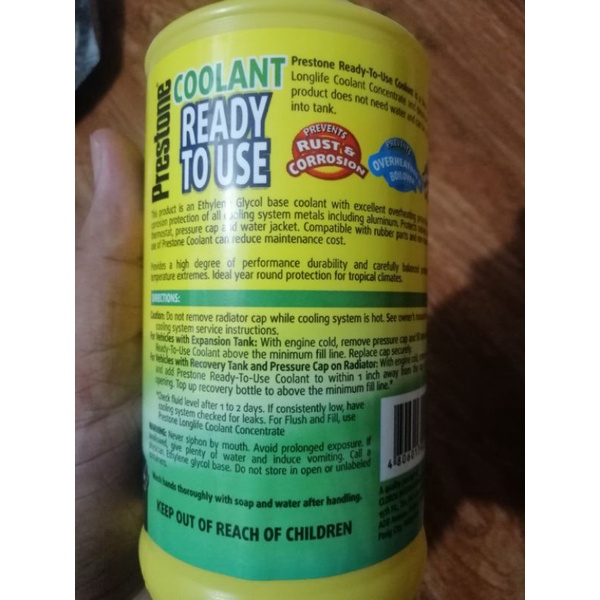 Prestone
COOLANT
READY
TO USE
Prestone Ready-To-Use Coolant
Longlife Coolant Concentrate and
product does not need water and can
into tank.
PREVENTS
RUST &
CORROSION
This product is an Ethylene Glycol base coolant with excellent overheating
corrosion protection of all cooling system metals including aluminum. Protects
thermostat, pressure cap and water jacket. Compatible with rubber parts and
use of Prestone Coolant can reduce maintenance cost.
Provides a high degree of performance durability and carefully balanced
temperature extremes. Ideal year round protection for tropical climates.
DIRECTIONS:
Caution: Do not remove radiator cap while cooling system is hot. See owner's
cooling system service instructions.
For Vehicles with Expansion Tank: With engine cold, remove pressure cap and fill
Ready-To-Use Coolant above the minimum fill line. Replace cap securely.
For Vehicles with Recovery Tank and Pressure Cap on Radiator: With engine cold,
and add Prestone Ready-To-Use Coolant to within 1 inch away from the
opening. Top up recovery bottle to above the minimum fill line.*
*Check fluid level after 1 to 2 days. If consistently low, have
cooling system checked for leaks. For Flush and Fill, use
Prestone Longlife Coolant Concentrate
WARNING: Never siphon by mouth. Avoid prolonged exposure. If
swallowed, give plenty of water and induce vomiting. Call a
physician. Ethylene glycol base. Do not store in open or unlabeled
Wash hands thoroughly with soap and water after handling.
KEEP OUT OF REACH OF CHILDREN